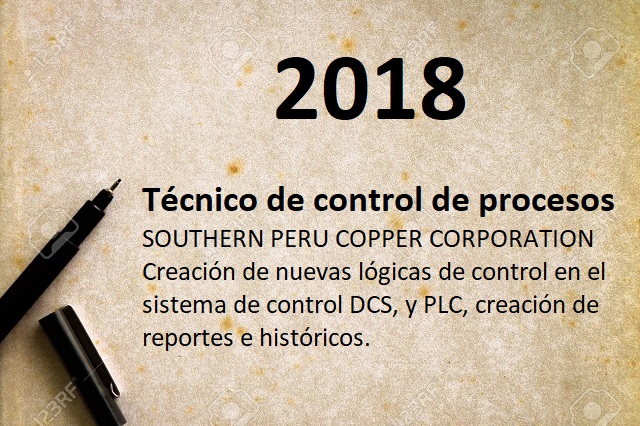 2018
Técnico de control de procesos
SOUTHERN PERU COPPER CORPORATION
Creación de nuevas lógicas de control en el
sistema de control DCS, y PLC, creación de
reportes e históricos.
123RF
123RF
123RF